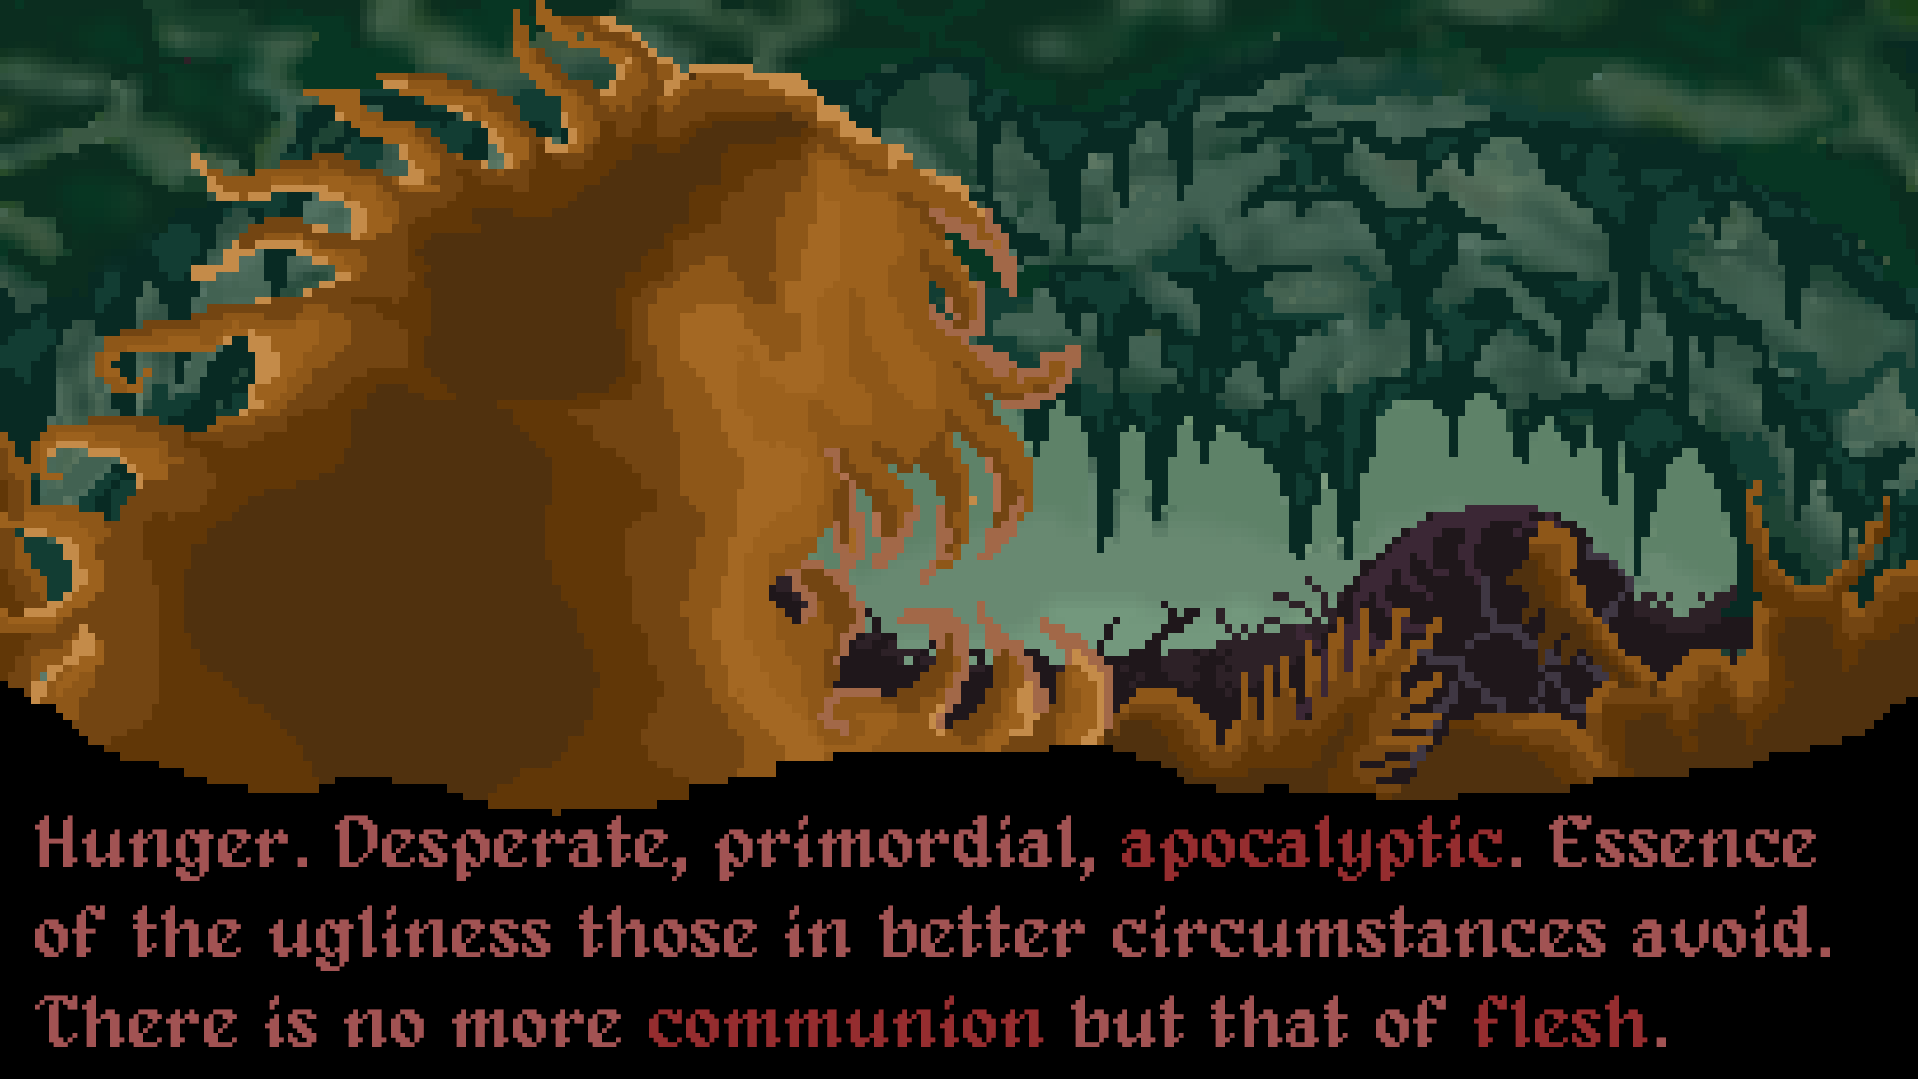 Hunger. Desperate, primordial, apocalyptic. Essence
of the ugliness those in better circumstances avoid.
There is no more communion but that of flesh.